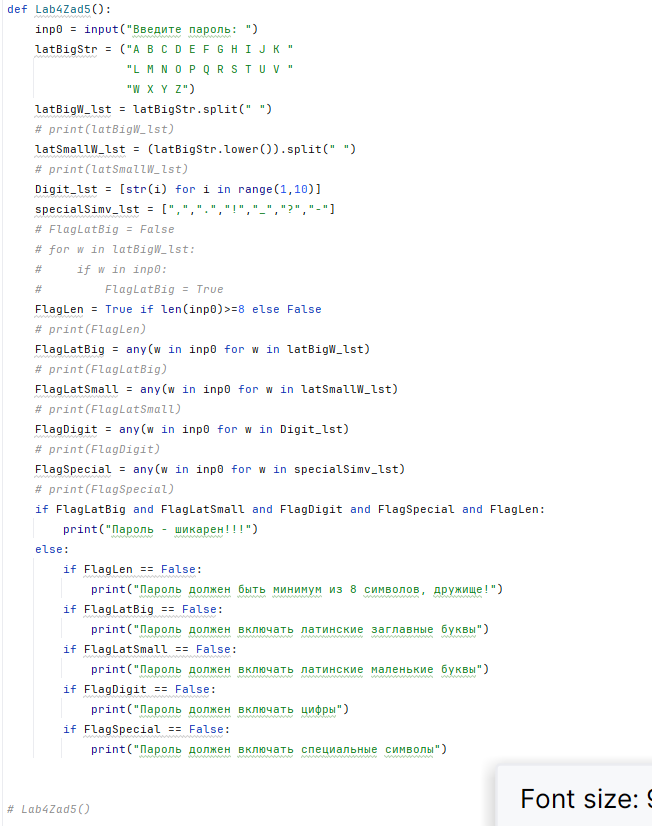 def Lab4Zad5():
    inp0 = input("Введите пароль: ")
    latBigStr = ("A B C D E F G H I J K "
                 "L M N O P Q R S T U V "
                 "W X Y Z")
    latBigW_lst = latBigStr.split(" ")
    # print(latBigW_lst)
    latSmallW_lst = (latBigStr.lower()).split(" ")
    # print(latSmallW_lst)
    Digit_lst = [str(i) for i in range(1,10)]
    specialSimv_lst = [",",".","!","_","?","-"]
    # FlagLatBig = False
    # for w in latBigW_lst:
    #     if w in inp0:
    #         FlagLatBig = True
    FlagLen = True if len(inp0)>=8 else False
    # print(FlagLen)
    FlagLatBig = any(w in inp0 for w in latBigW_lst)
    # print(FlagLatBig)
    FlagLatSmall = any(w in inp0 for w in latSmallW_lst)
    # print(FlagLatSmall)
    FlagDigit = any(w in inp0 for w in Digit_lst)
    # print(FlagDigit)
    FlagSpecial = any(w in inp0 for w in specialSimv_lst)
    # print(FlagSpecial)
    if FlagLatBig and FlagLatSmall and FlagDigit and FlagSpecial and FlagLen:
        print("Пароль - шикарен!!!")
    else:
        if FlagLen == False:
            print("Пароль должен быть минимум из 8 символов, дружище!")
        if FlagLatBig == False:
            print("Пароль должен включать латинские заглавные буквы")
        if FlagLatSmall == False:
            print("Пароль должен включать латинские маленькие буквы")
        if FlagDigit == False:
            print("Пароль должен включать цифры")
        if FlagSpecial == False:
            print("Пароль должен включать специальные символы")
Font size:
# Lab4Zad5()